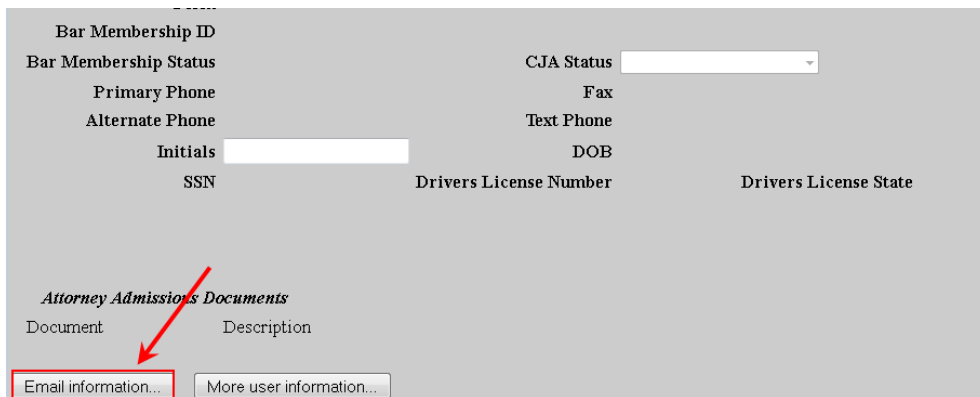 Bar Membership ID
Bar Membership Status CJA Status
Primary Phone Fax
Alternate Phone Text Phone
Initials DOB
SSN Drivers License Number Drivers License State
Attorney Admissions Documents
Document Description
Email information... More user information...